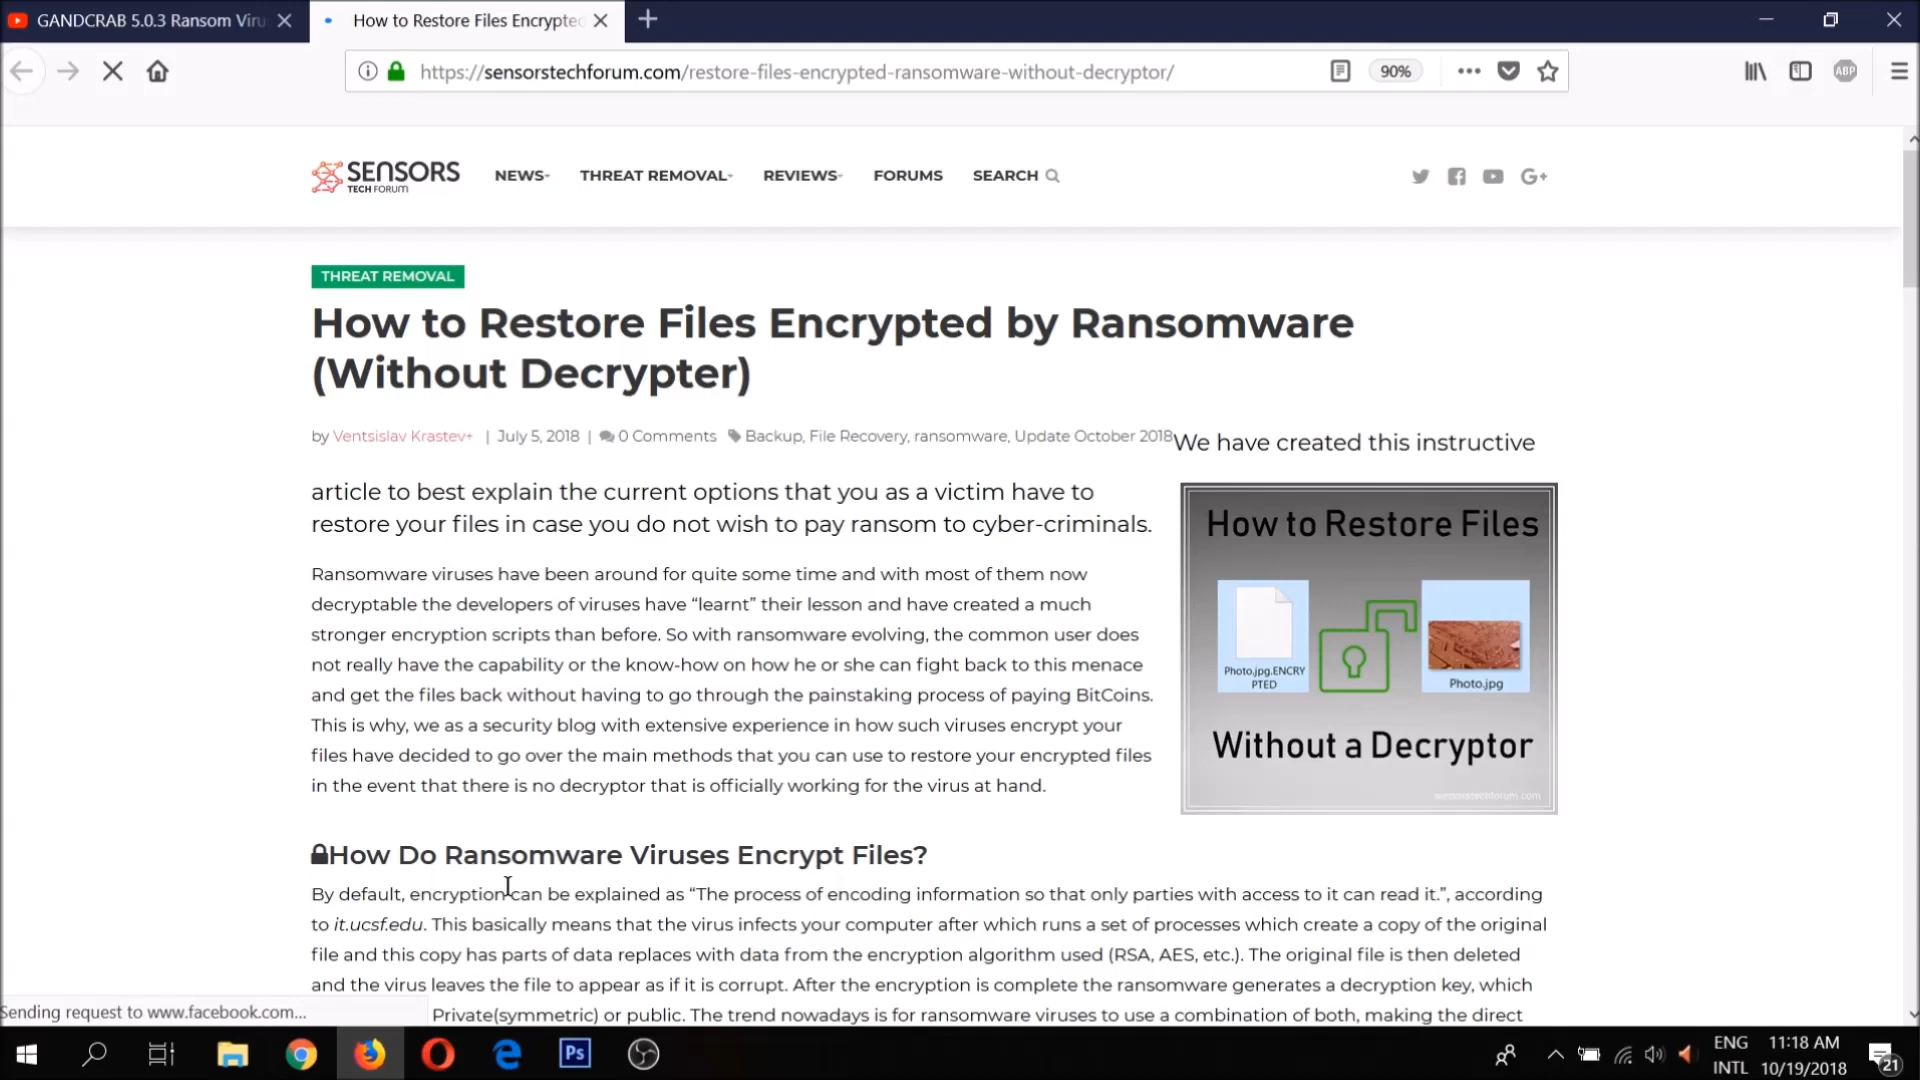 GANDCRAB 5.0.3 Ransom Viru
How to Restore Files Encrypted
https://sensorstechforum.com/restore-files-encrypted-ransomware-without-decryptor/
90%
ABP
SENSORS
TECH FORUM
NEWS
THREAT REMOVAL
REVIEWS
FORUMS
SEARCH
G+
THREAT REMOVAL
How to Restore Files Encrypted by Ransomware
(Without Decrypter)
by Ventsislav Krastev+ | July 5, 2018 | 0 Comments Backup, File Recovery, ransomware, Update October 2018
We have created this instructive
article to best explain the current options that you as a victim have to
restore your files in case you do not wish to pay ransom to cyber-criminals.
Ransomware viruses have been around for quite some time and with most of them now
decryptable the developers of viruses have “learnt” their lesson and have created a much
stronger encryption scripts than before. So with ransomware evolving, the common user does
not really have the capability or the know-how on how he or she can fight back to this menace
and get the files back without having to go through the painstaking process of paying BitCoins.
This is why, we as a security blog with extensive experience in how such viruses encrypt your
files have decided to go over the main methods that you can use to restore your encrypted files
in the event that there is no decryptor that is officially working for the virus at hand.
How to Restore Files
Photo.jpg.ENCRY
PTED
Photo.jpg
Without a Decryptor
sensorstechforum.com
How Do Ransomware Viruses Encrypt Files?
By default, encryption can be explained as “The process of encoding information so that only parties with access to it can read it.”, according
to it.ucsf.edu. This basically means that the virus infects your computer after which runs a set of processes which create a copy of the original
file and this copy has parts of data replaces with data from the encryption algorithm used (RSA, AES, etc.). The original file is then deleted
and the virus leaves the file to appear as if it is corrupt. After the encryption is complete the ransomware generates a decryption key, which
Private(symmetric) or public. The trend nowadays is for ransomware viruses to use a combination of both, making the direct
Sending request to www.facebook.com...
Ps
ENG
INTL
11:18 AM
10/19/2018
21